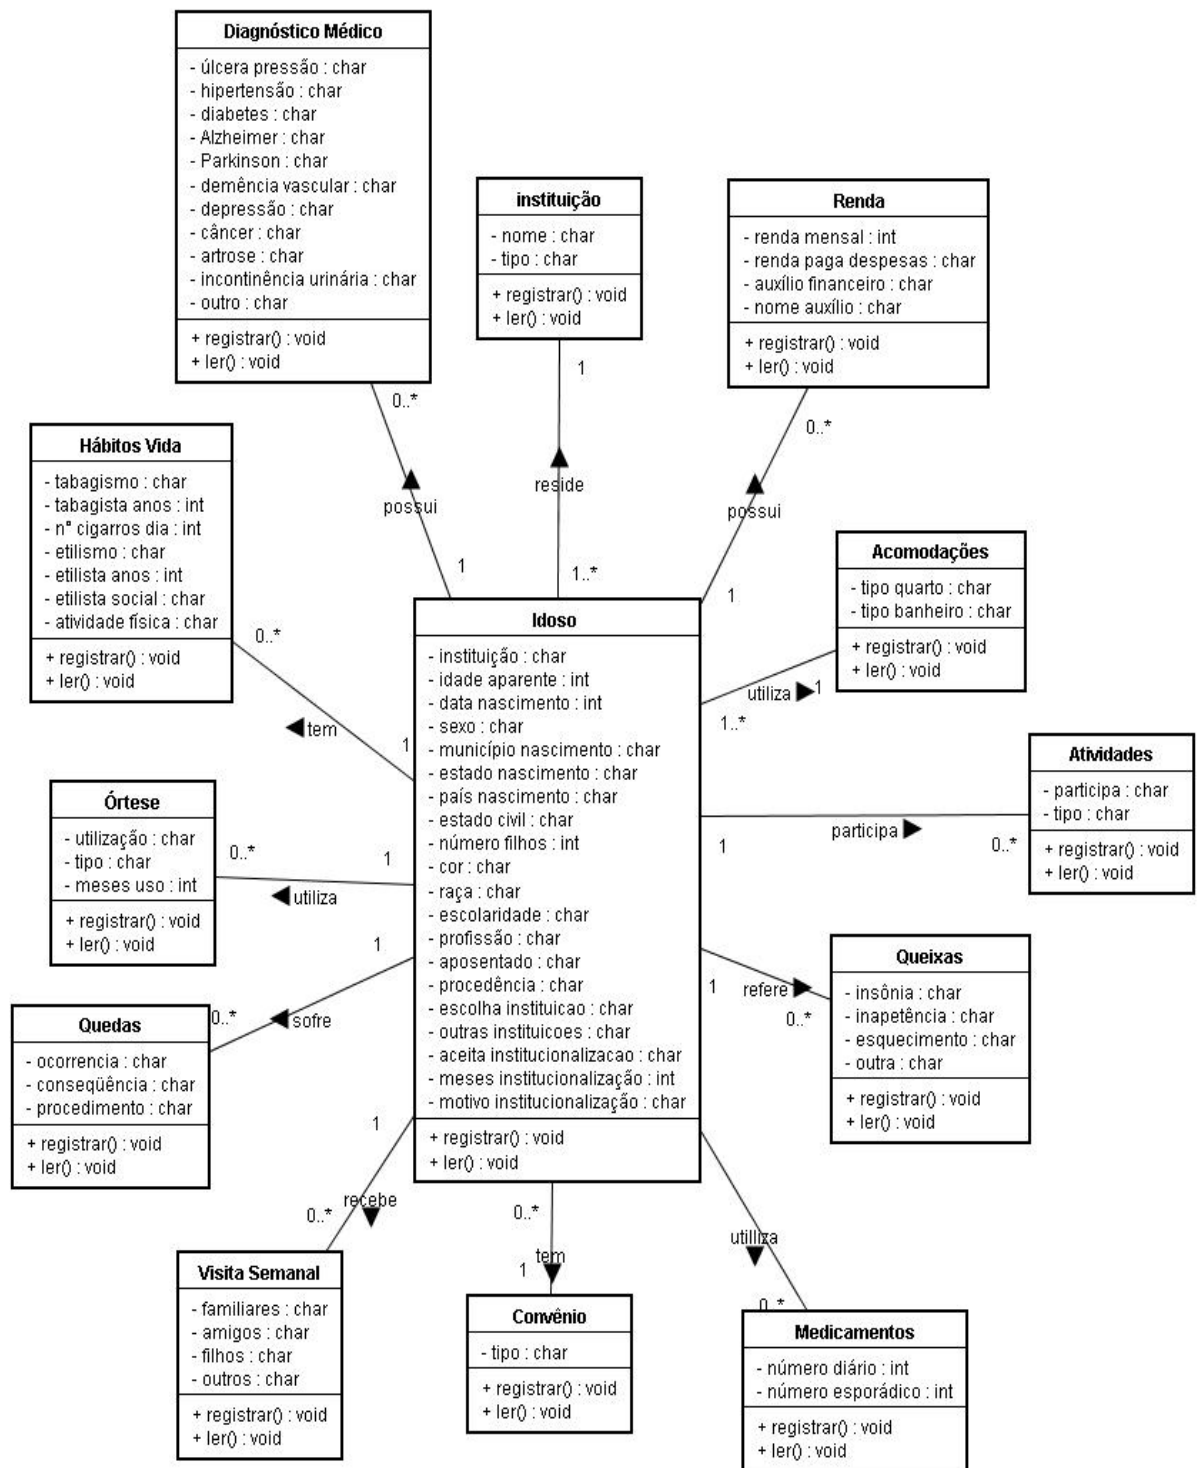 Diagnóstico Médico
- úlcera pressão : char
- hipertensão : char
- diabetes : char
- Alzheimer : char
- Parkinson : char
- demência vascular : char
- depressão : char
- câncer : char
- artrose : char
- incontinência urinária : char
- outro : char
+ registrar() : void
+ ler() : void
instituição
- nome : char
- tipo : char
+ registrar() : void
+ ler() : void
Renda
- renda mensal : int
- renda paga despesas : char
- auxílio financeiro : char
- nome auxílio : char
+ registrar() : void
+ ler() : void
0..*
possui
1
1
reside
1..*
0..*
possui
1
Hábitos Vida
- tabagismo : char
- tabagista anos : int
- n° cigarros dia : int
- etilismo : char
- etilista anos : int
- etilista social : char
- atividade física : char
+ registrar() : void
+ ler() : void
0..*
tem
1
Acomodações
- tipo quarto : char
- tipo banheiro : char
+ registrar() : void
+ ler() : void
utiliza
1
1..*
Idoso
- instituição : char
- idade aparente : int
- data nascimento : int
- sexo : char
- município nascimento : char
- estado nascimento : char
- país nascimento : char
- estado civil : char
- número filhos : int
- cor : char
- raça : char
- escolaridade : char
- profissão : char
- aposentado : char
- procedência : char
- escolha instituicao : char
- outras instituicoes : char
- aceita institucionalizacao : char
- meses institucionalização : int
- motivo institucionalização : char
+ registrar() : void
+ ler() : void
Atividades
- participa : char
- tipo : char
+ registrar() : void
+ ler() : void
participa
1
0..*
Órtese
- utilização : char
- tipo : char
- meses uso : int
+ registrar() : void
+ ler() : void
0..*
1
utiliza
Queixas
- insônia : char
- inapetência : char
- esquecimento : char
- outra : char
+ registrar() : void
+ ler() : void
1
refere
0..*
Quedas
- ocorrencia : char
- conseqüência : char
- procedimento : char
+ registrar() : void
+ ler() : void
1
0..*
sofre
1
recebe
0..*
Visita Semanal
- familiares : char
- amigos : char
- filhos : char
- outros : char
+ registrar() : void
+ ler() : void
0..*
tem
1
Convênio
- tipo : char
+ registrar() : void
+ ler() : void
utilliza
0..*
Medicamentos
- número diário : int
- número esporádico : int
+ registrar() : void
+ ler() : void